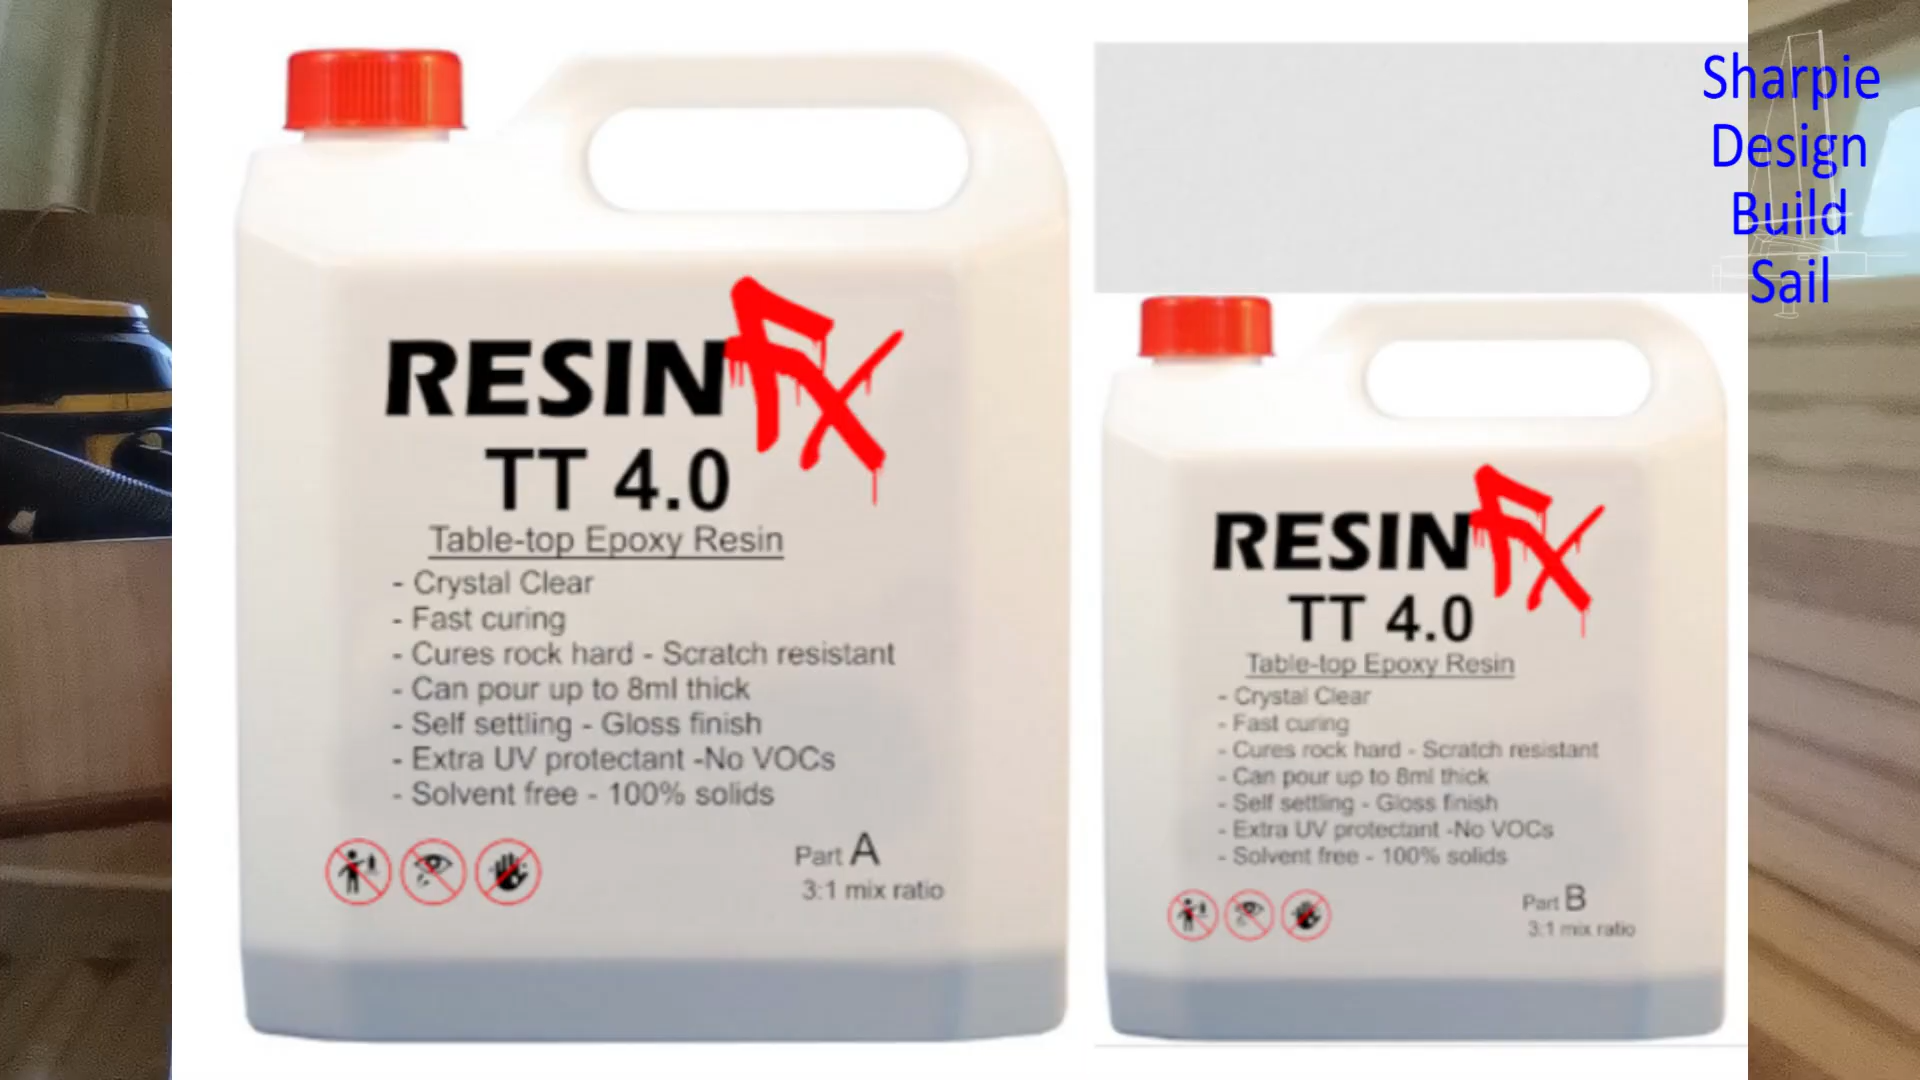 RESIN FX
TT 4.0
Table-top Epoxy Resin
- Crystal Clear
- Fast curing
- Cures rock hard - Scratch resistant
- Can pour up to 8ml thick
- Self settling - Gloss finish
- Extra UV protectant -No VOCs
- Solvent free - 100% solids
Part A
3:1 mix ratio
RESIN FX
TT 4.0
Table-top Epoxy Resin
- Crystal Clear
- Fast curing
- Cures rock hard - Scratch resistant
- Can pour up to 8ml thick
- Self settling - Gloss finish
- Extra UV protectant -No VOCs
- Solvent free - 100% solids
Part B
3:1 mix ratio
Sharpie
Design
Build
Sail